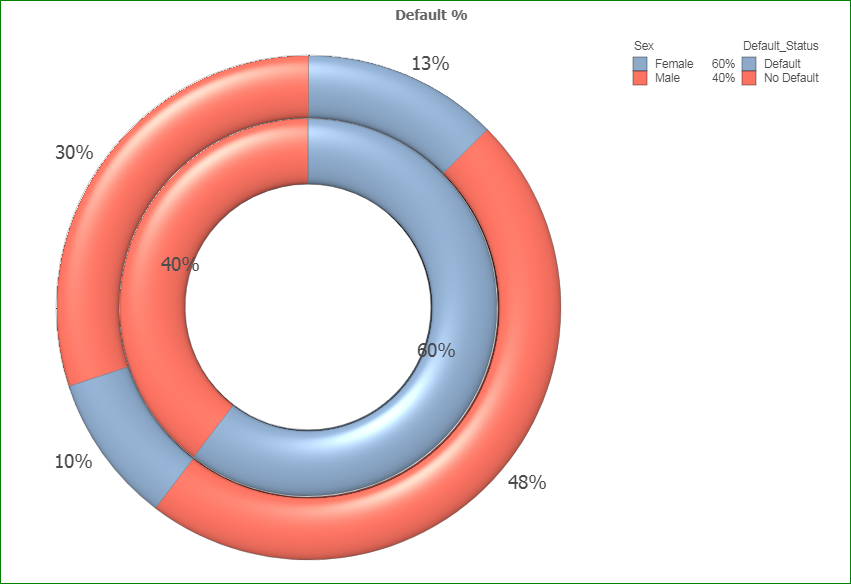 Default %
Sex Default_Status
Female 60% Default
Male 40% No Default
13%
30%
40%
60%
10%
48%